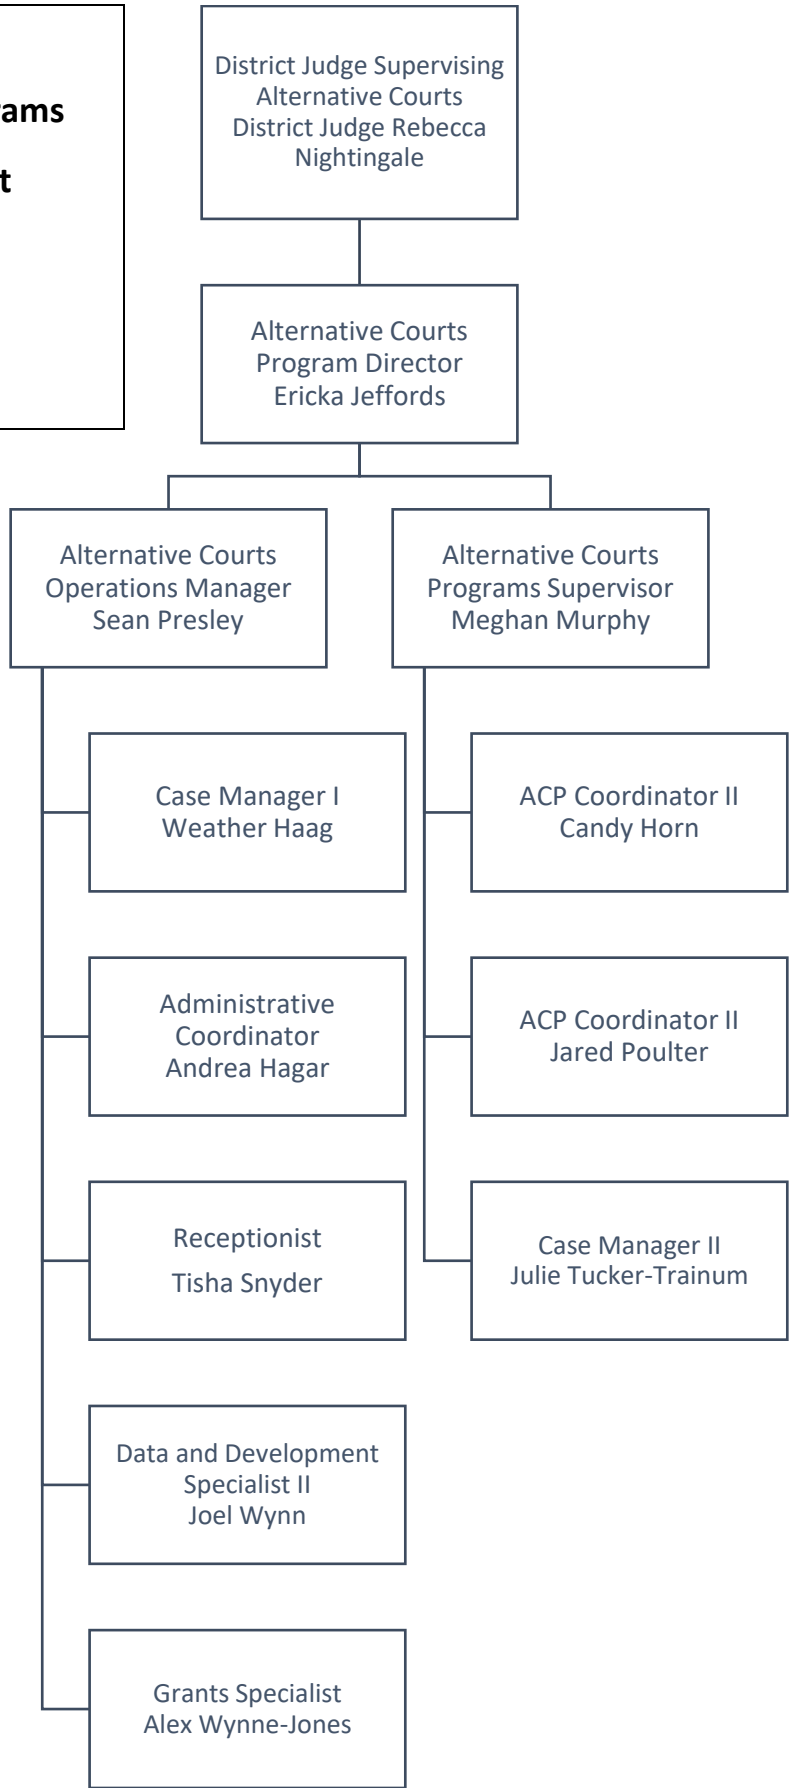 t
District Judge Supervising
Alternative Courts
District Judge Rebecca
Nightingale
Alternative Courts
Program Director
Ericka Jeffords
Alternative Courts
Operations Manager
Sean Presley
Alternative Courts
Programs Supervisor
Meghan Murphy
Case Manager I
Weather Haag
Administrative
Coordinator
Andrea Hagar
Receptionist
Tisha Snyder
Data and Development
Specialist II
Joel Wynn
Grants Specialist
Alex Wynne-Jones
ACP Coordinator II
Candy Horn
ACP Coordinator II
Jared Poulter
Case Manager II
Julie Tucker-Trainum